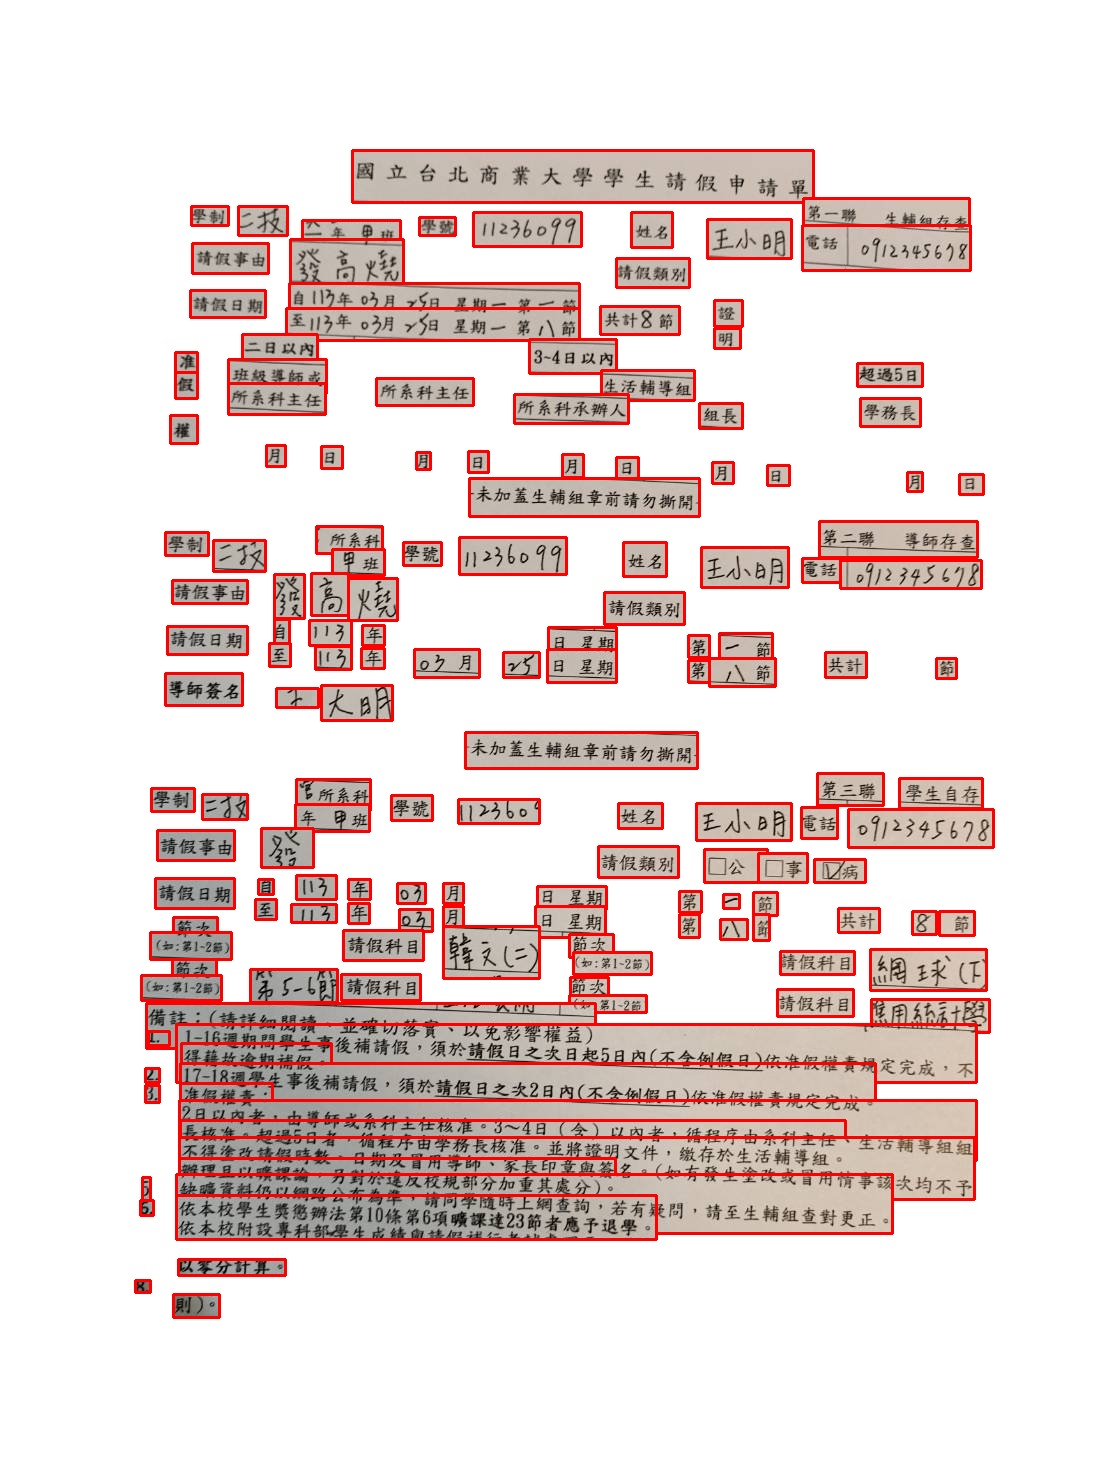 國立台北商業大學學生請假申請單
第一聯 生輔組存查
學制 二技 年 甲班 學號 11236099 姓名 王小明 電話 0912345678
請假事由 發高燒 請假類別
請假日期 自113年03月25日 星期一 第一節
至113年03月25日 星期一 第八節 共計8節 證明
准假權 二日以內 3~4日以內 超過5日
班級導師或 所系科主任 生活輔導組
所系科主任 所系科承辦人 組長 學務長
月 日 月 日 月 日 月 日 月 日
未加蓋生輔組章前請勿撕開
第二聯 導師存查
學制 二技 所系科 甲班 學號 11236099 姓名 王小明 電話 0912345678
請假事由 發高燒 請假類別
請假日期 自 113 年 日 星期 第 一 節
至 113 年 03月 25 日 星期 第 八 節 共計 節
導師簽名 大明
未加蓋生輔組章前請勿撕開
第三聯 學生自存
學制 二技 所系科 年 甲班 學號 1123609 姓名 王小明 電話 0912345678
請假事由 發 請假類別 □公 □事 ☑病
請假日期 自 113 年 03 月 日 星期 第 一 節
至 113 年 03 月 日 星期 第 八 節 共計 8 節
節次 (如:第1~2節) 請假科目 韓文(二) 節次 (如:第1~2節) 請假科目 網球(下)
節次 (如:第1~2節) 第5-6節 請假科目 節次 (如:第1~2節) 請假科目 應用統計學
備註:(請詳細閱讀、並確切落實、以免影響權益)
1. 1-16週期間學生事後補請假,須於請假日之次日起5日內(不含例假日)依准假權責規定完成,不
得藉故逾期補假。
2. 17-18週學生事後補請假,須於請假日之次2日內(不含例假日)依准假權責規定完成。
3. 准假權責:
2日以內者,由導師或系科主任核准。3~4日(含)以內者,循程序由系科主任、生活輔導組組
長核准。超過5日者,循程序由學務長核准。並將證明文件,繳存於生活輔導組。
不得塗改請假時數、日期及冒用導師、家長印章與簽名。(如有發生塗改或冒用情事該次均不予
辦理且以曠課論,另對於違反校規部分加重其處分)。
5 缺曠資料仍以網路公布為準,請同學隨時上網查詢,若有疑問,請至生輔組查對更正。
6. 依本校學生獎懲辦法第10條第6項曠課達23節者應予退學。
依本校附設專科部學生成績與請假補行考試
以零分計算。
8.
則)。